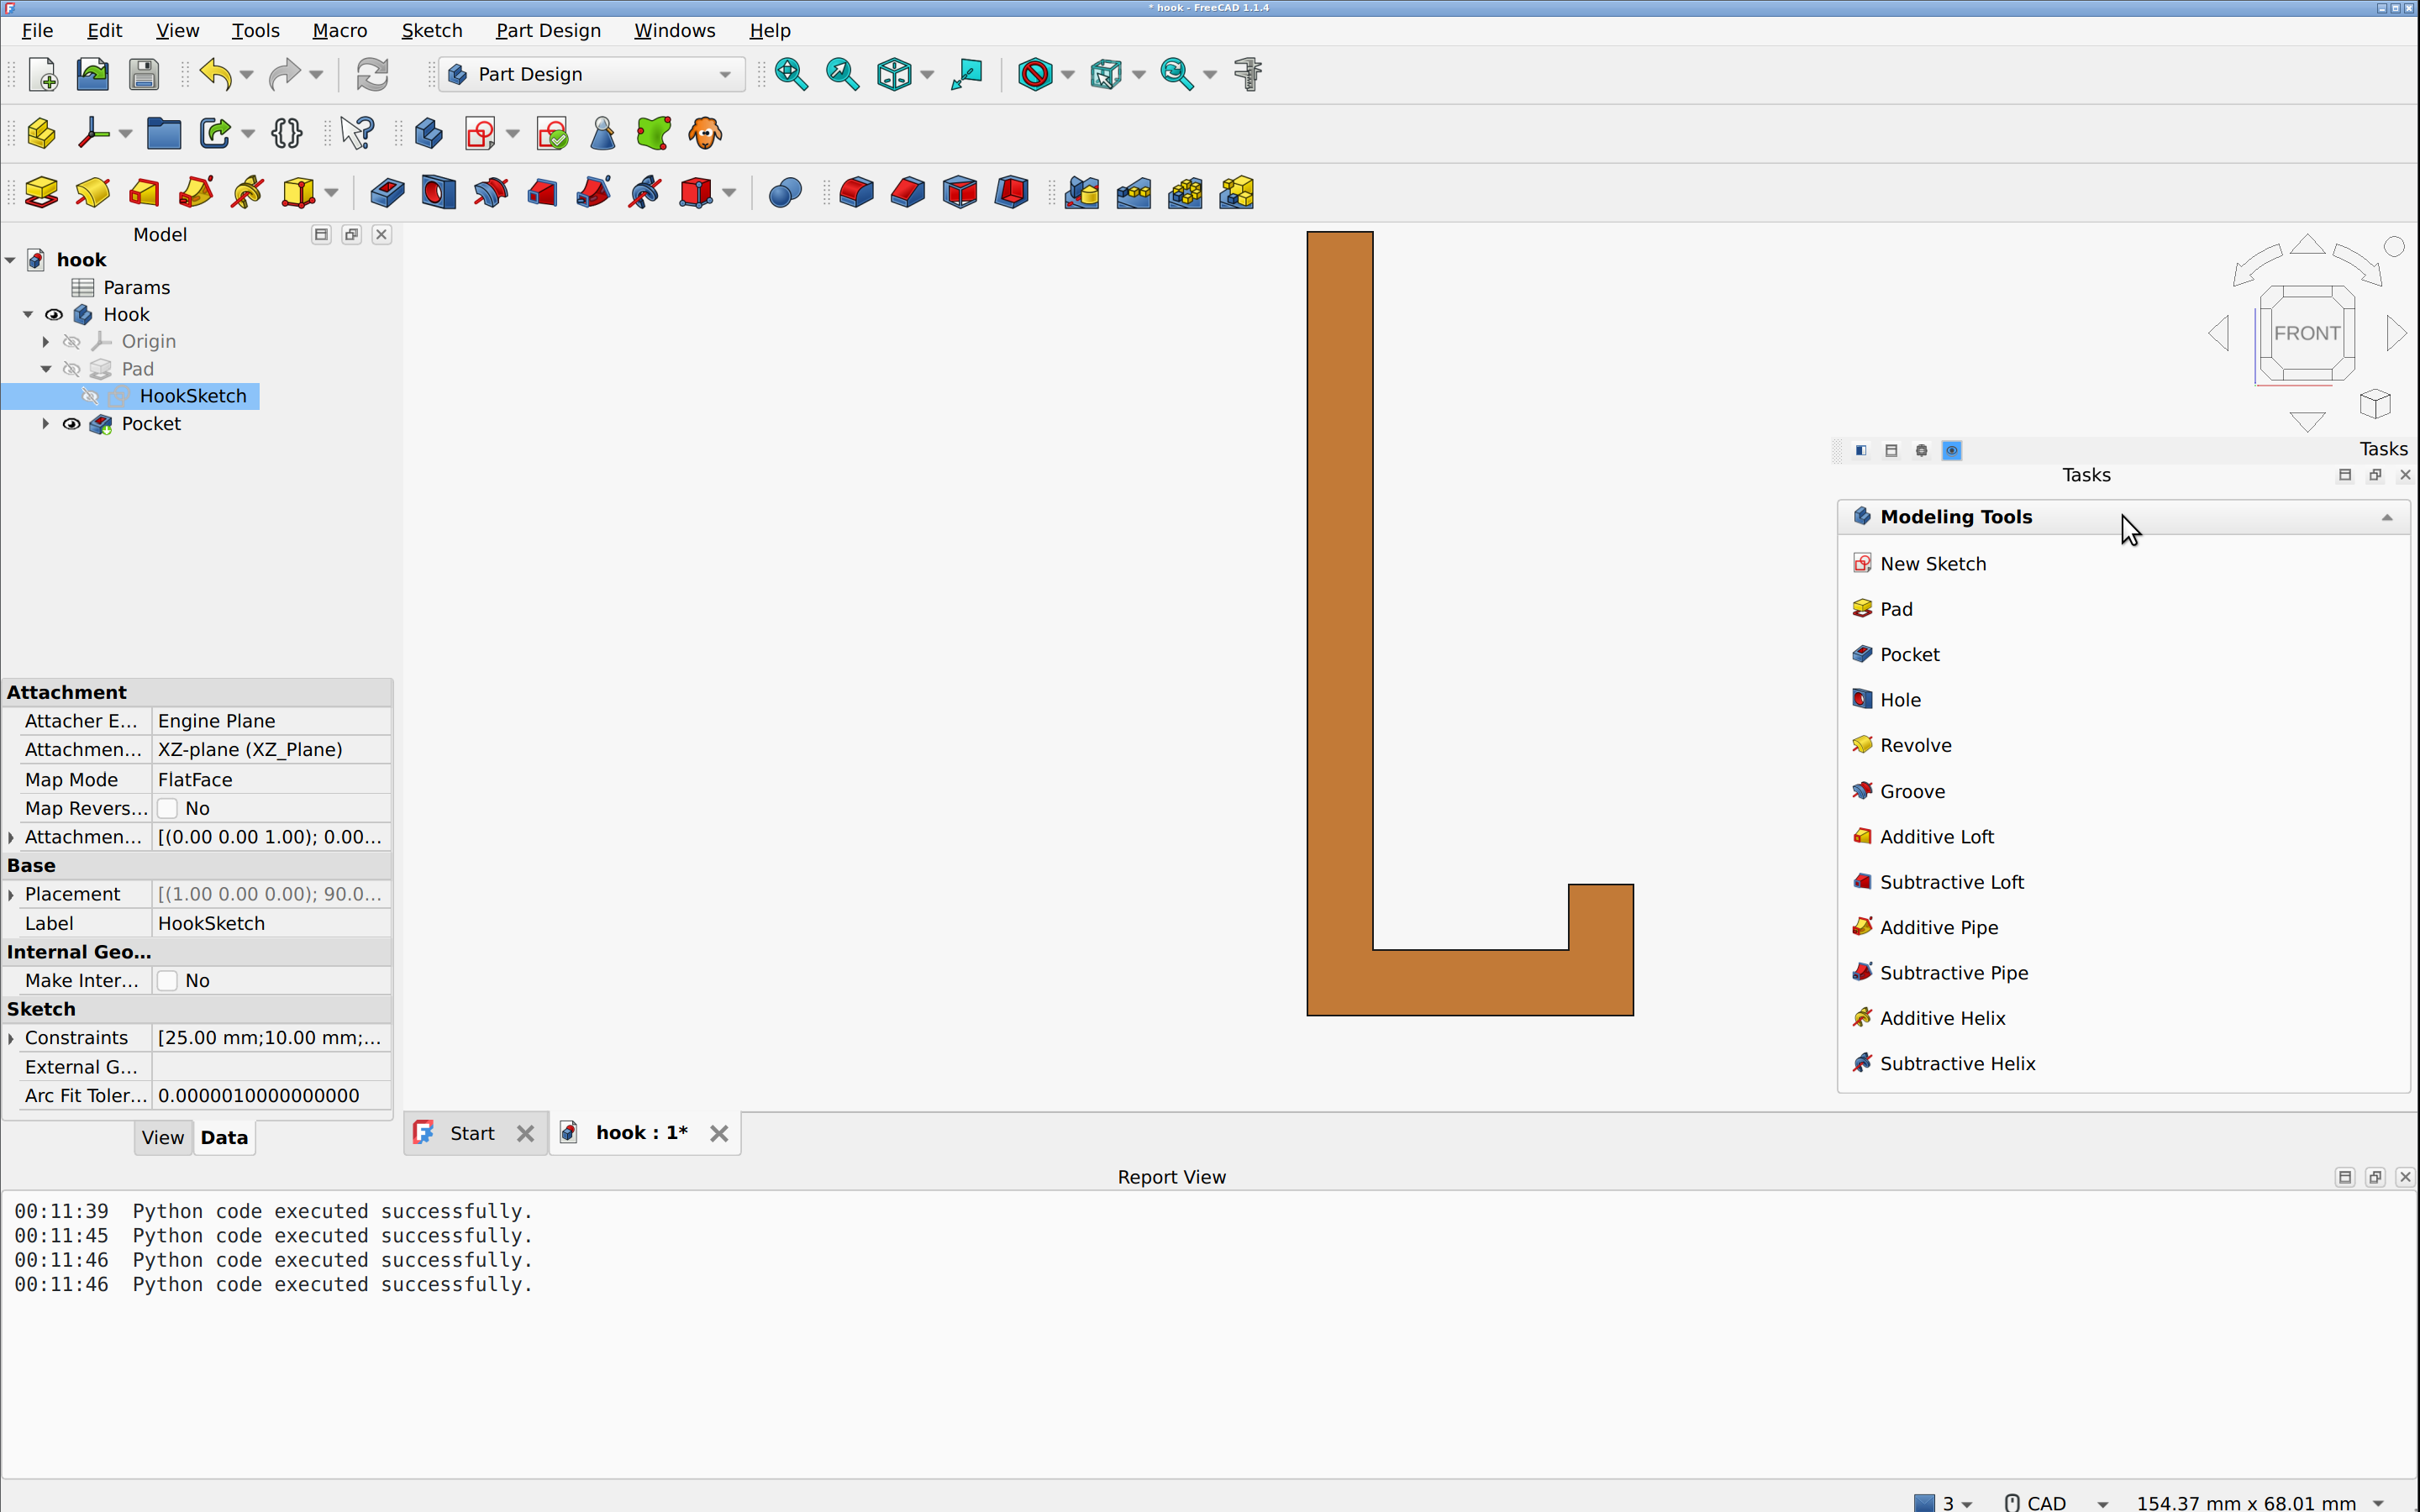 * hook - FreeCAD 1.1.4
File Edit View Tools Macro Sketch Part Design Windows Help
Part Design
Model
hook
Params
Hook
Origin
Pad
HookSketch
Pocket
FRONT
Tasks
Tasks
Modeling Tools
New Sketch
Pad
Pocket
Hole
Revolve
Groove
Additive Loft
Subtractive Loft
Additive Pipe
Subtractive Pipe
Additive Helix
Subtractive Helix
Attachment
Attacher E... Engine Plane
Attachmen... XZ-plane (XZ_Plane)
Map Mode FlatFace
Map Revers... No
Attachmen... [(0.00 0.00 1.00); 0.00...
Base
Placement [(1.00 0.00 0.00); 90.0...
Label HookSketch
Internal Geo...
Make Inter... No
Sketch
Constraints [25.00 mm;10.00 mm;...
External G...
Arc Fit Toler... 0.0000010000000000
View Data
Start
hook : 1*
Report View
00:11:39 Python code executed successfully.
00:11:45 Python code executed successfully.
00:11:46 Python code executed successfully.
00:11:46 Python code executed successfully.
3 CAD 154.37 mm x 68.01 mm